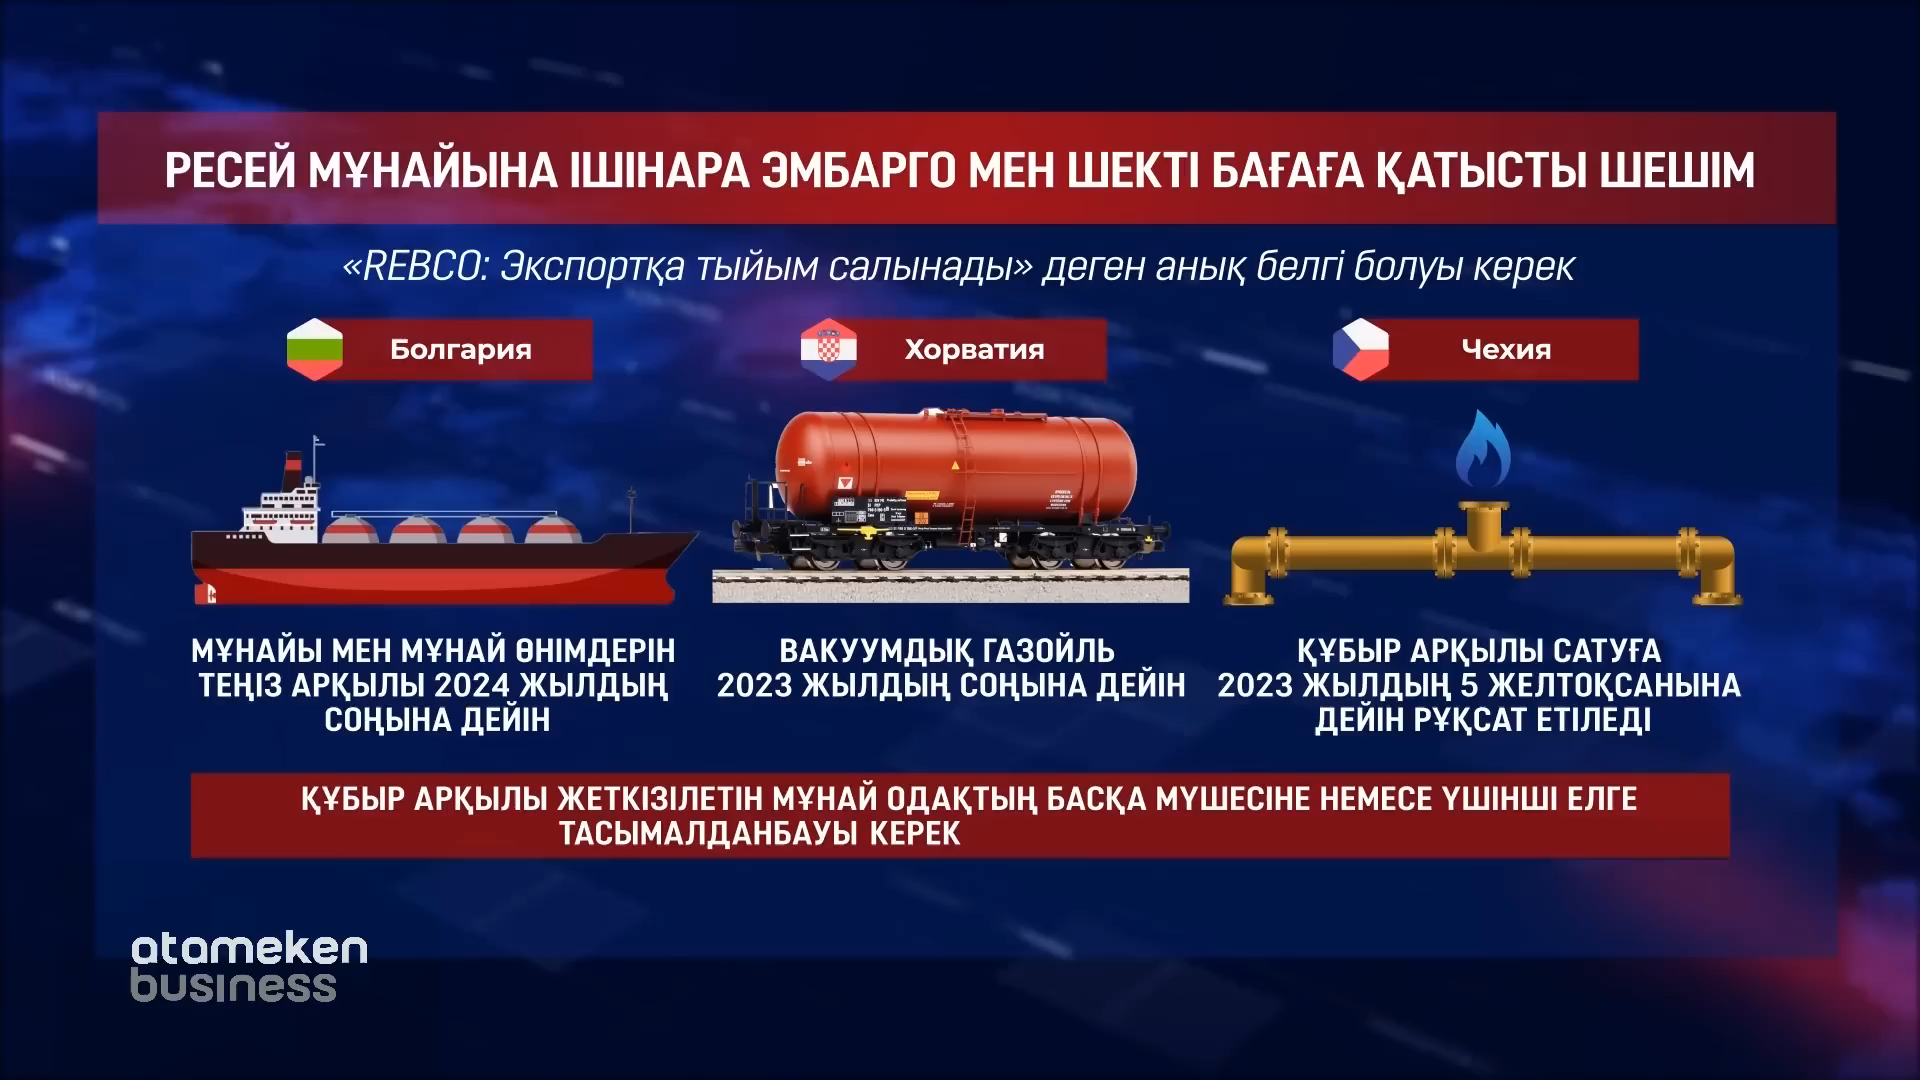 РЕСЕЙ МҰНАЙЫНА ІШІНАРА ЭМБАРГО МЕН ШЕКТІ БАҒАҒА ҚАТЫСТЫ ШЕШІМ
«REBCO: Экспортқа тыйым салынады» деген анық белгі болуы керек
Болгария
Хорватия
Чехия
МҰНАЙЫ МЕН МҰНАЙ ӨНІМДЕРІН
ТЕҢІЗ АРҚЫЛЫ 2024 ЖЫЛДЫҢ
СОҢЫНА ДЕЙІН
ВАКУУМДЫҚ ГАЗОЙЛЬ
2023 ЖЫЛДЫҢ СОҢЫНА ДЕЙІН
ҚҰБЫР АРҚЫЛЫ САТУҒА
2023 ЖЫЛДЫҢ 5 ЖЕЛТОҚСАНЫНА
ДЕЙІН РҰҚСАТ ЕТІЛЕДІ
ҚҰБЫР АРҚЫЛЫ ЖЕТКІЗІЛЕТІН МҰНАЙ ОДАҚТЫҢ БАСҚА МҮШЕСІНЕ НЕМЕСЕ ҮШІНШІ ЕЛГЕ
ТАСЫМАЛДАНБАУЫ КЕРЕК
atameken
business